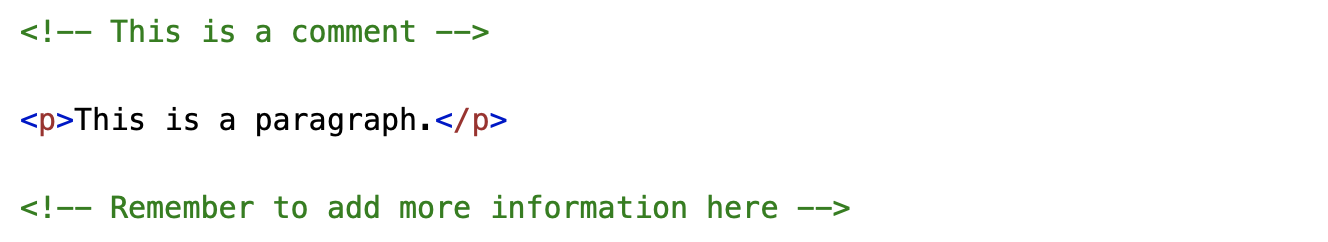 <!-- This is a comment -->
<p>This is a paragraph.</p>
<!-- Remember to add more information here -->